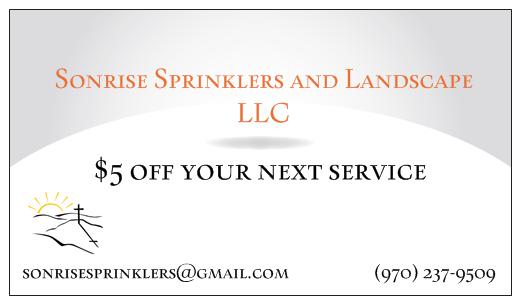 Sonrise Sprinklers and Landscape
LLC
$5 off your next service
sonrisesprinklers@gmail.com
(970) 237-9509